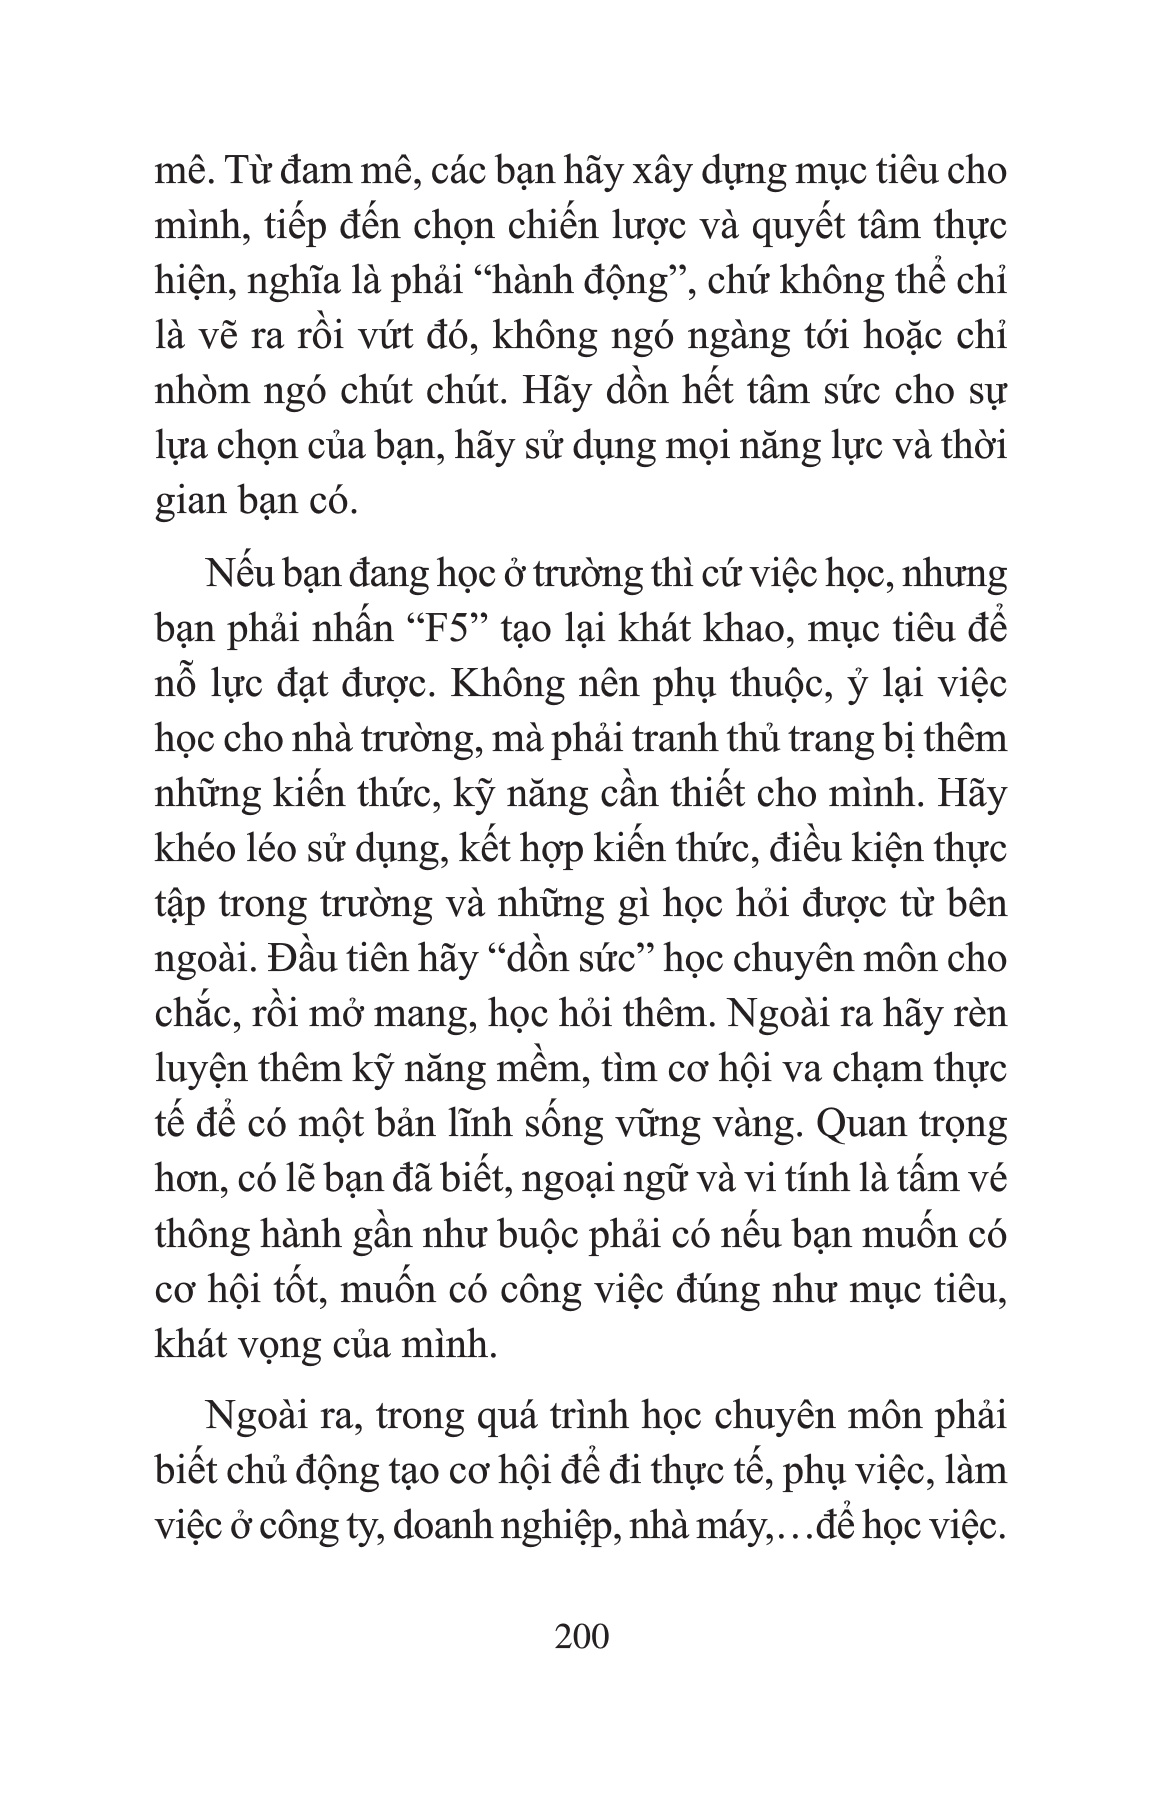 mê. Từ đam mê, các bạn hãy xây dựng mục tiêu cho
mình, tiếp đến chọn chiến lược và quyết tâm thực
hiện, nghĩa là phải “hành động”, chứ không thể chỉ
là vẽ ra rồi vứt đó, không ngó ngàng tới hoặc chỉ
nhòm ngó chút chút. Hãy dồn hết tâm sức cho sự
lựa chọn của bạn, hãy sử dụng mọi năng lực và thời
gian bạn có.
Nếu bạn đang học ở trường thì cứ việc học, nhưng
bạn phải nhấn “F5” tạo lại khát khao, mục tiêu để
nỗ lực đạt được. Không nên phụ thuộc, ỷ lại việc
học cho nhà trường, mà phải tranh thủ trang bị thêm
những kiến thức, kỹ năng cần thiết cho mình. Hãy
khéo léo sử dụng, kết hợp kiến thức, điều kiện thực
tập trong trường và những gì học hỏi được từ bên
ngoài. Đầu tiên hãy “dồn sức” học chuyên môn cho
chắc, rồi mở mang, học hỏi thêm. Ngoài ra hãy rèn
luyện thêm kỹ năng mềm, tìm cơ hội va chạm thực
tế để có một bản lĩnh sống vững vàng. Quan trọng
hơn, có lẽ bạn đã biết, ngoại ngữ và vi tính là tấm vé
thông hành gần như buộc phải có nếu bạn muốn có
cơ hội tốt, muốn có công việc đúng như mục tiêu,
khát vọng của mình.
Ngoài ra, trong quá trình học chuyên môn phải
biết chủ động tạo cơ hội để đi thực tế, phụ việc, làm
việc ở công ty, doanh nghiệp, nhà máy,…để học việc.
200